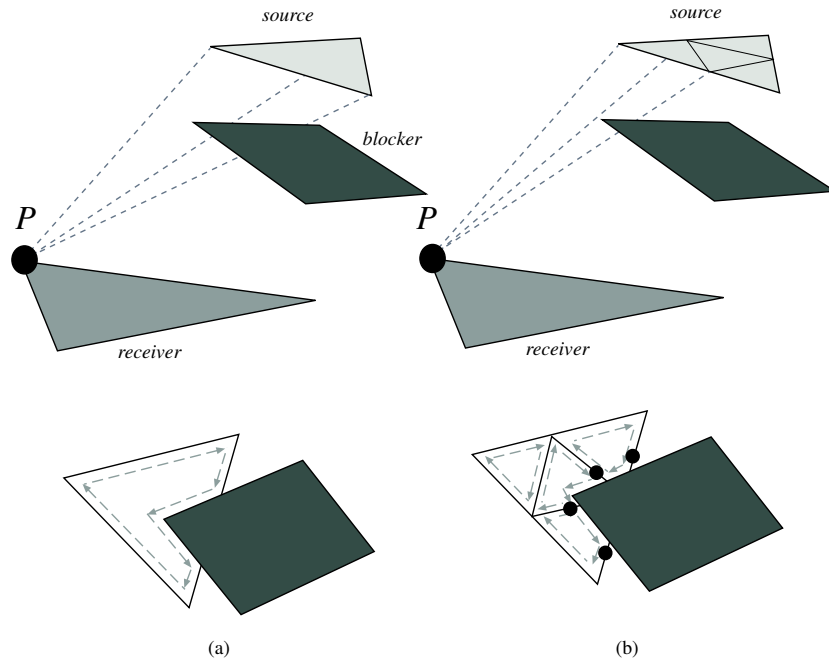 source
blocker
P
receiver
source
P
receiver
(a)
(b)